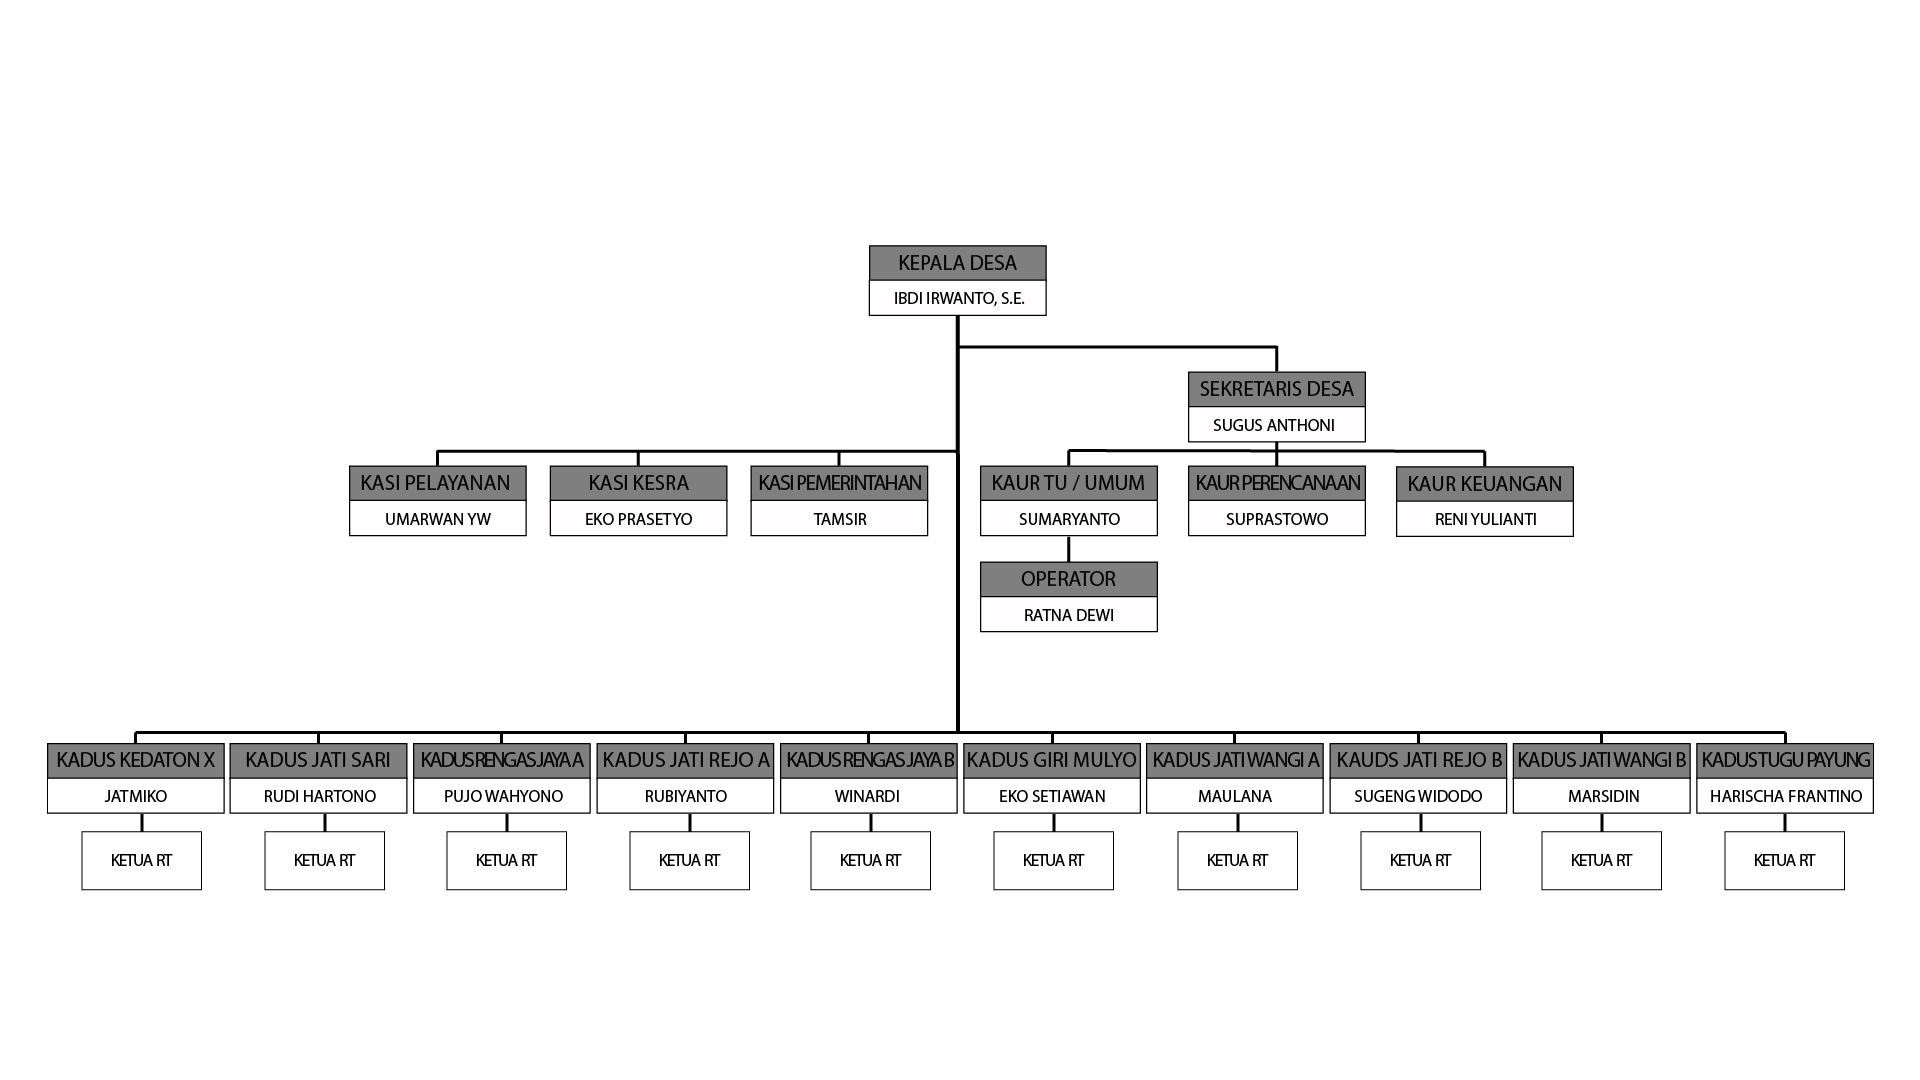 KEPALA DESA
IBDI IRWANTO, S.E.
SEKRETARIS DESA
SUGUS ANTHONI
KASI PELAYANAN
UMARWAN YW
KASI KESRA
EKO PRASETYO
KASI PEMERINTAHAN
TAMSIR
KAUR TU / UMUM
SUMARYANTO
KAUR PERENCANAAN
SUPRASTOWO
KAUR KEUANGAN
RENI YULIANTI
OPERATOR
RATNA DEWI
KADUS KEDATON X
JATMIKO
KETUA RT
KADUS JATI SARI
RUDI HARTONO
KETUA RT
KADUS RENGAS JAYA A
PUJO WAHYONO
KETUA RT
KADUS JATI REJO A
RUBIYANTO
KETUA RT
KADUS RENGAS JAYA B
WINARDI
KETUA RT
KADUS GIRI MULYO
EKO SETIAWAN
KETUA RT
KADUS JATI WANGI A
MAULANA
KETUA RT
KAUDS JATI REJO B
SUGENG WIDODO
KETUA RT
KADUS JATI WANGI B
MARSIDIN
KETUA RT
KADUS TUGU PAYUNG
HARISCHA FRANTINO
KETUA RT